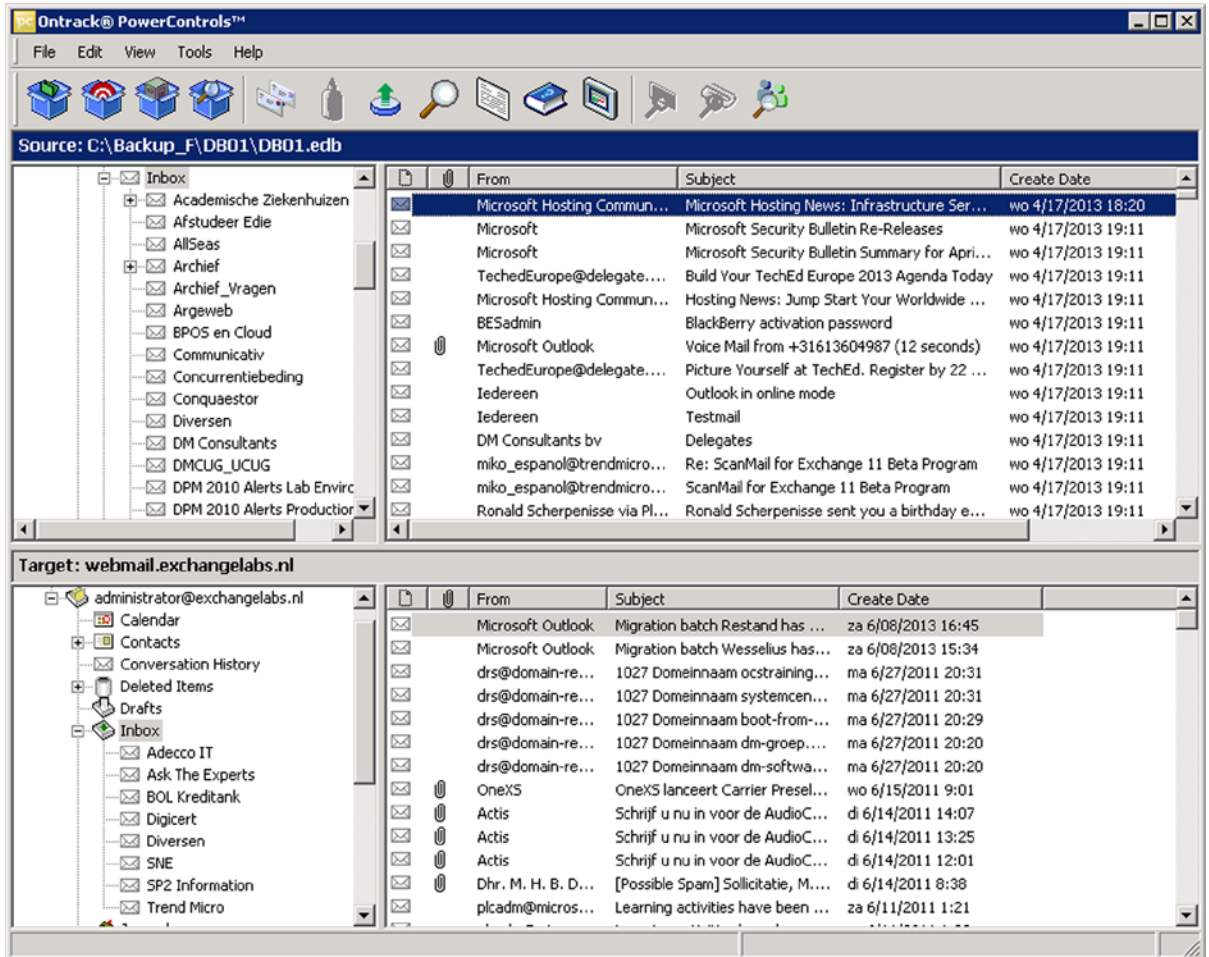 Ontrack® PowerControls™
File Edit View Tools Help
Source: C:\Backup_F\DB01\DB01.edb
Inbox
Academische Ziekenhuizen
Afstudeer Edie
AllSeas
Archief
Archief_Vragen
Argeweb
BPOS en Cloud
Communicativ
Concurrentiebeding
Conquaestor
Diversen
DM Consultants
DMCUG_UCUG
DPM 2010 Alerts Lab Enviro
DPM 2010 Alerts Production
From Subject Create Date
Microsoft Hosting Commun... Microsoft Hosting News: Infrastructure Ser... wo 4/17/2013 18:20
Microsoft Microsoft Security Bulletin Re-Releases wo 4/17/2013 19:11
Microsoft Microsoft Security Bulletin Summary for Apri... wo 4/17/2013 19:11
TechedEurope@delegate.... Build Your TechEd Europe 2013 Agenda Today wo 4/17/2013 19:11
Microsoft Hosting Commun... Hosting News: Jump Start Your Worldwide ... wo 4/17/2013 19:11
BESadmin BlackBerry activation password wo 4/17/2013 19:11
Microsoft Outlook Voice Mail from +31613604987 (12 seconds) wo 4/17/2013 19:11
TechedEurope@delegate.... Picture Yourself at TechEd. Register by 22 ... wo 4/17/2013 19:11
Iedereen Outlook in online mode wo 4/17/2013 19:11
Iedereen Testmail wo 4/17/2013 19:11
DM Consultants bv Delegates wo 4/17/2013 19:11
miko_espanol@trendmicro... Re: ScanMail for Exchange 11 Beta Program wo 4/17/2013 19:11
miko_espanol@trendmicro... ScanMail for Exchange 11 Beta Program wo 4/17/2013 19:11
Ronald Scherpenisse via Pl... Ronald Scherpenisse sent you a birthday e... wo 4/17/2013 19:11
Target: webmail.exchangelabs.nl
administrator@exchangelabs.nl
Calendar
Contacts
Conversation History
Deleted Items
Drafts
Inbox
Adecco IT
Ask The Experts
BOL Kreditank
Digicert
Diversen
SNE
SP2 Information
Trend Micro
From Subject Create Date
Microsoft Outlook Migration batch Restand has ... za 6/08/2013 16:45
Microsoft Outlook Migration batch Wesselius has... za 6/08/2013 15:34
drs@domain-re... 1027 Domeinnaam ocstraining... ma 6/27/2011 20:31
drs@domain-re... 1027 Domeinnaam systemcen... ma 6/27/2011 20:31
drs@domain-re... 1027 Domeinnaam boot-from-... ma 6/27/2011 20:29
drs@domain-re... 1027 Domeinnaam dm-groep.... ma 6/27/2011 20:20
drs@domain-re... 1027 Domeinnaam dm-softwa... ma 6/27/2011 20:20
OneXS OneXS lanceert Carrier Presel... wo 6/15/2011 9:01
Actis Schrijf u nu in voor de AudioC... di 6/14/2011 14:07
Actis Schrijf u nu in voor de AudioC... di 6/14/2011 13:25
Actis Schrijf u nu in voor de AudioC... di 6/14/2011 12:01
Dhr. M. H. B. D... [Possible Spam] Sollicitatie, M.... di 6/14/2011 8:38
plcadm@micros... Learning activities have been ... za 6/11/2011 1:21